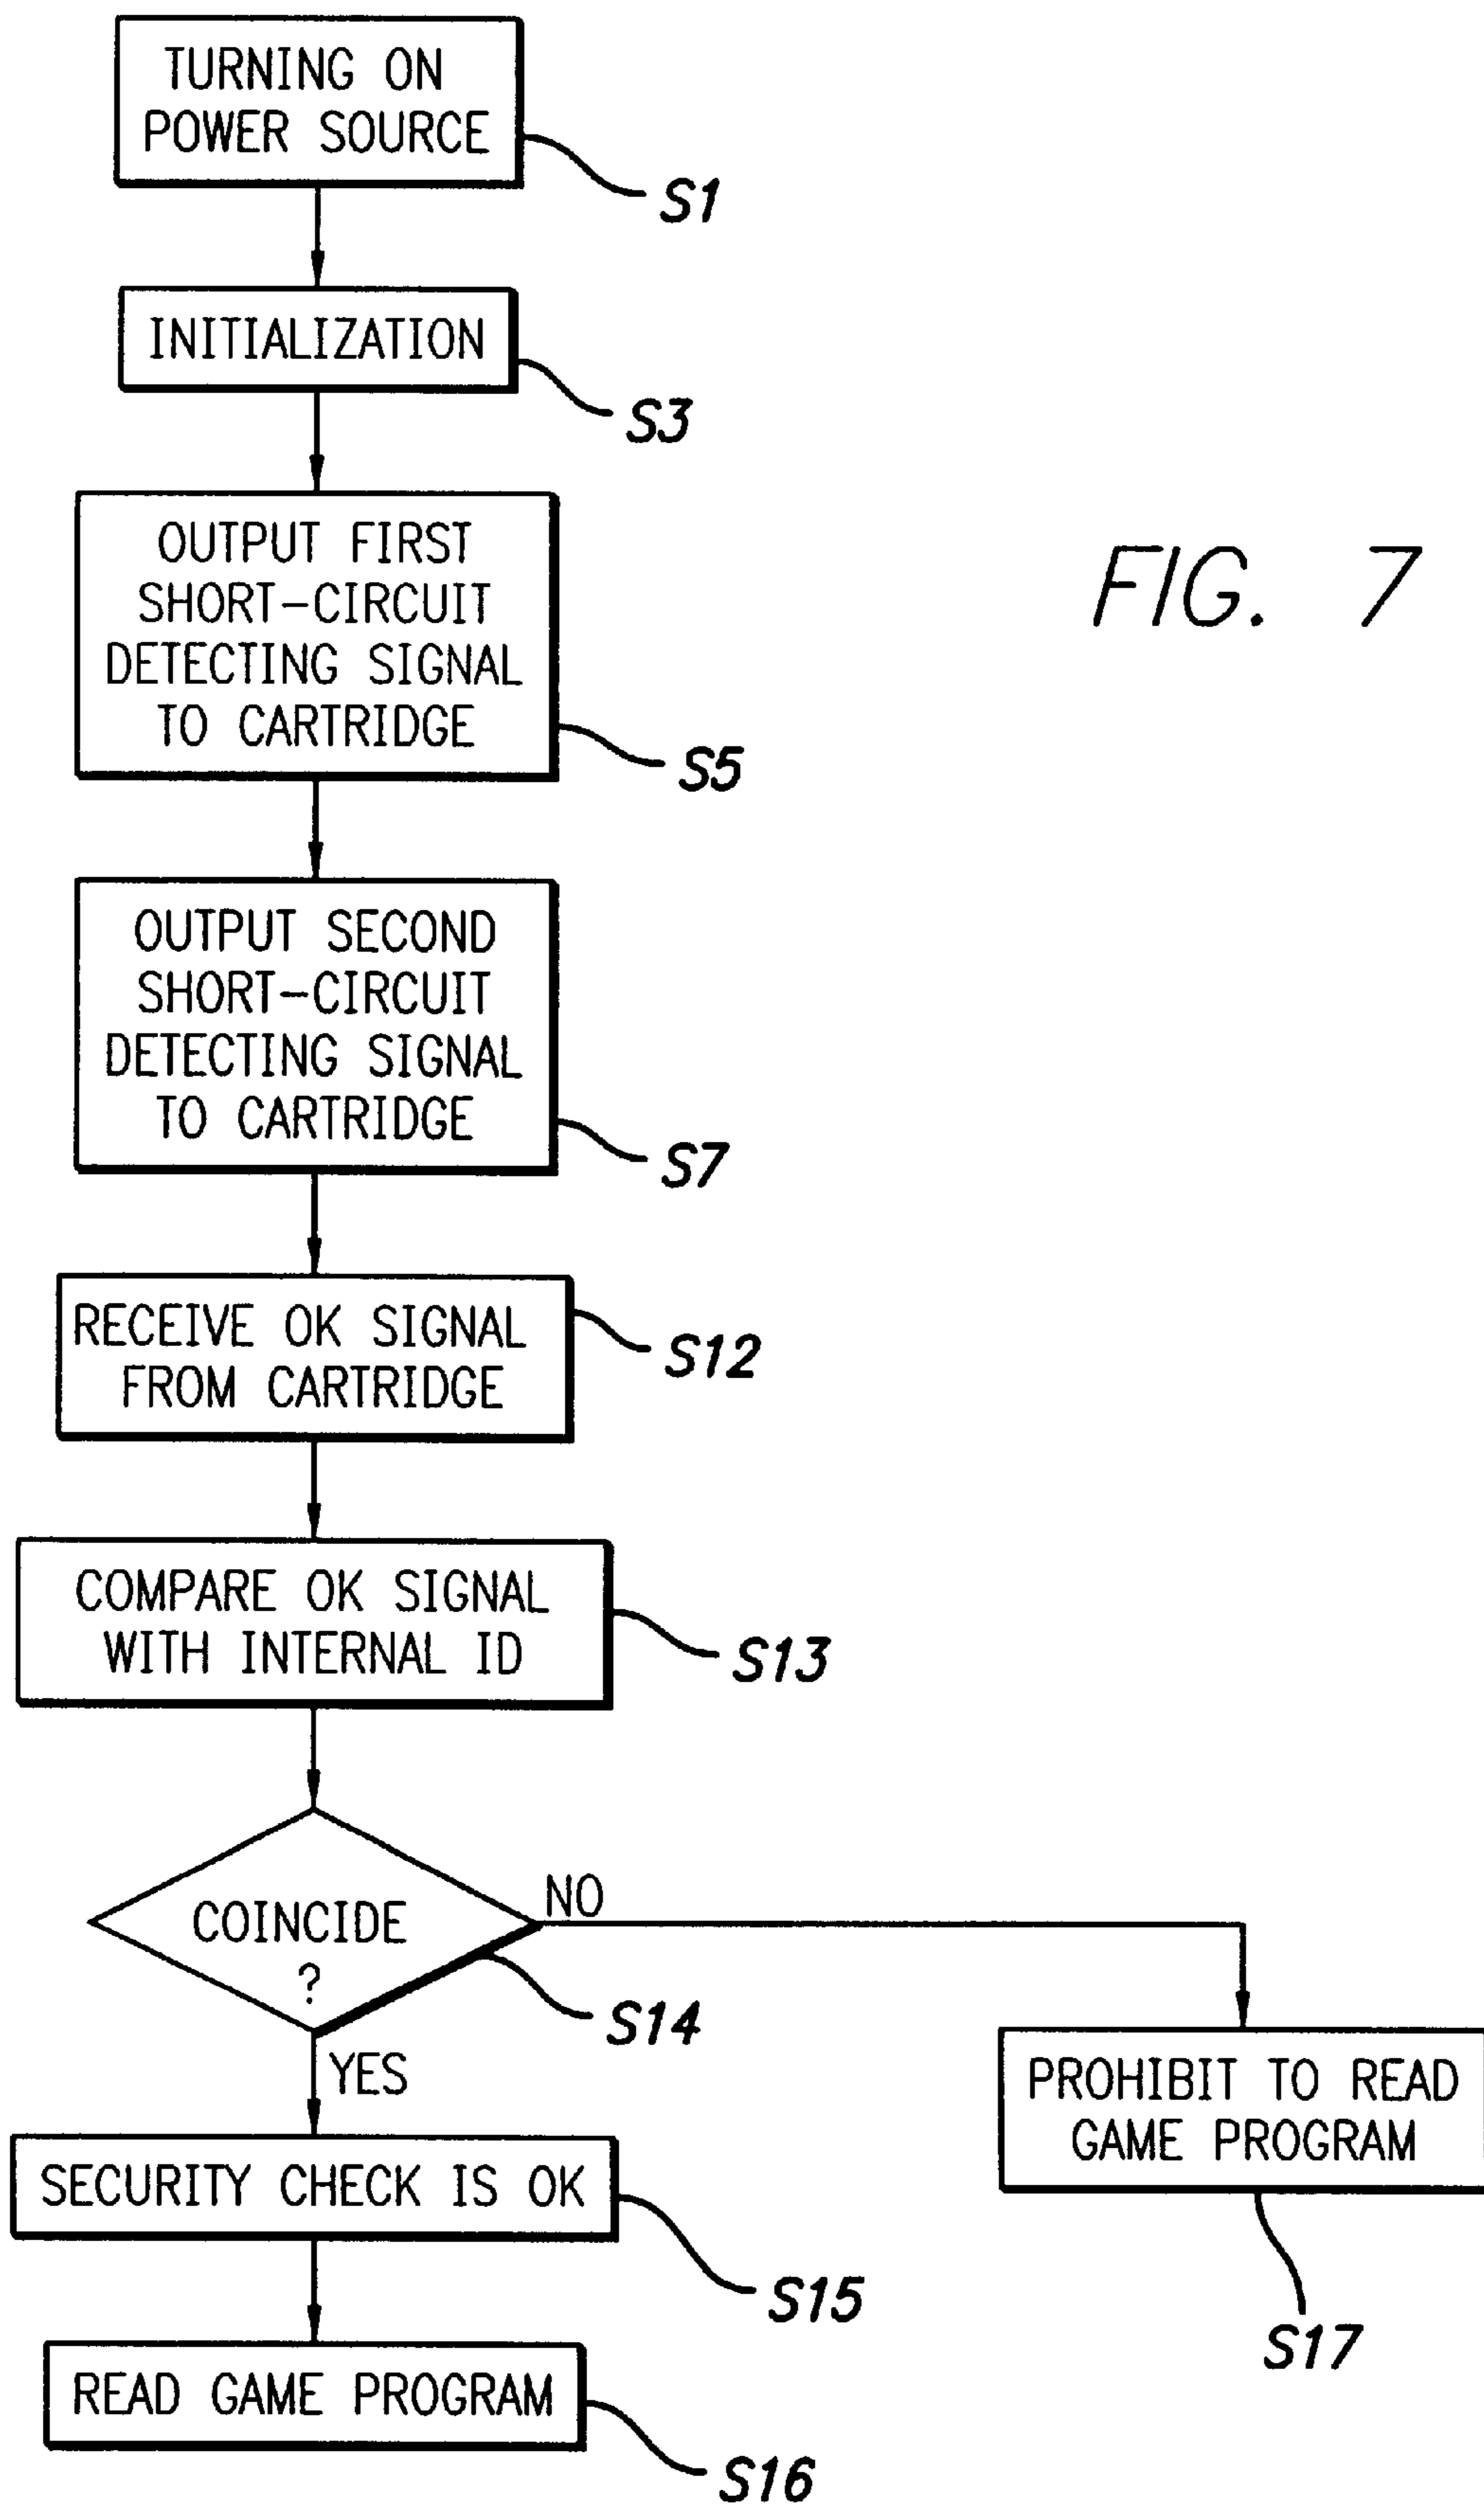 TURNING ON
POWER SOURCE
S1
INITIALIZATION
S3
OUTPUT FIRST
SHORT-CIRCUIT
DETECTING SIGNAL
TO CARTRIDGE
S5
FIG. 7
OUTPUT SECOND
SHORT-CIRCUIT
DETECTING SIGNAL
TO CARTRIDGE
S7
RECEIVE OK SIGNAL
FROM CARTRIDGE
S12
COMPARE OK SIGNAL
WITH INTERNAL ID
S13
COINCIDE
?
NO
S14
YES
PROHIBIT TO READ
GAME PROGRAM
S17
SECURITY CHECK IS OK
S15
READ GAME PROGRAM
S16